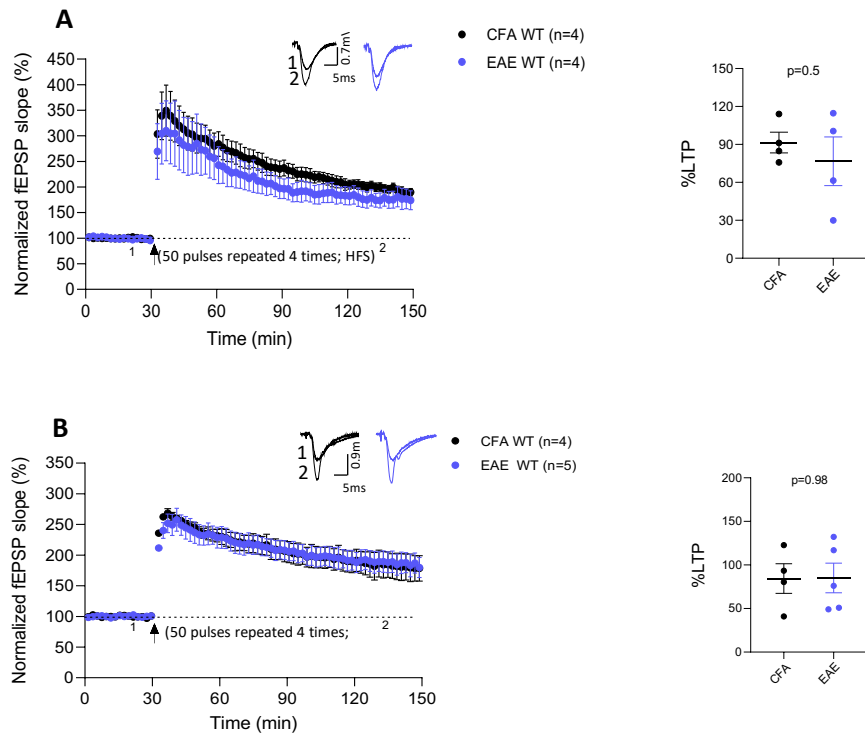 A
Normalized fEPSP slope (%)
450
400
350
300
250
200
150
100
50
0
0 30 60 90 120 150
Time (min)
1
2
0.7m\
5ms
CFA WT (n=4)
EAE WT (n=4)
1
(50 pulses repeated 4 times; HFS)
2
%LTP
150
120
90
60
30
0
p=0.5
CFA
EAE
B
Normalized fEPSP slope (%)
350
300
250
200
150
100
50
0
0 30 60 90 120 150
Time (min)
1
2
0.9m
5ms
CFA WT (n=4)
EAE WT (n=5)
1
(50 pulses repeated 4 times;
2
%LTP
200
150
100
50
0
p=0.98
CFA
EAE